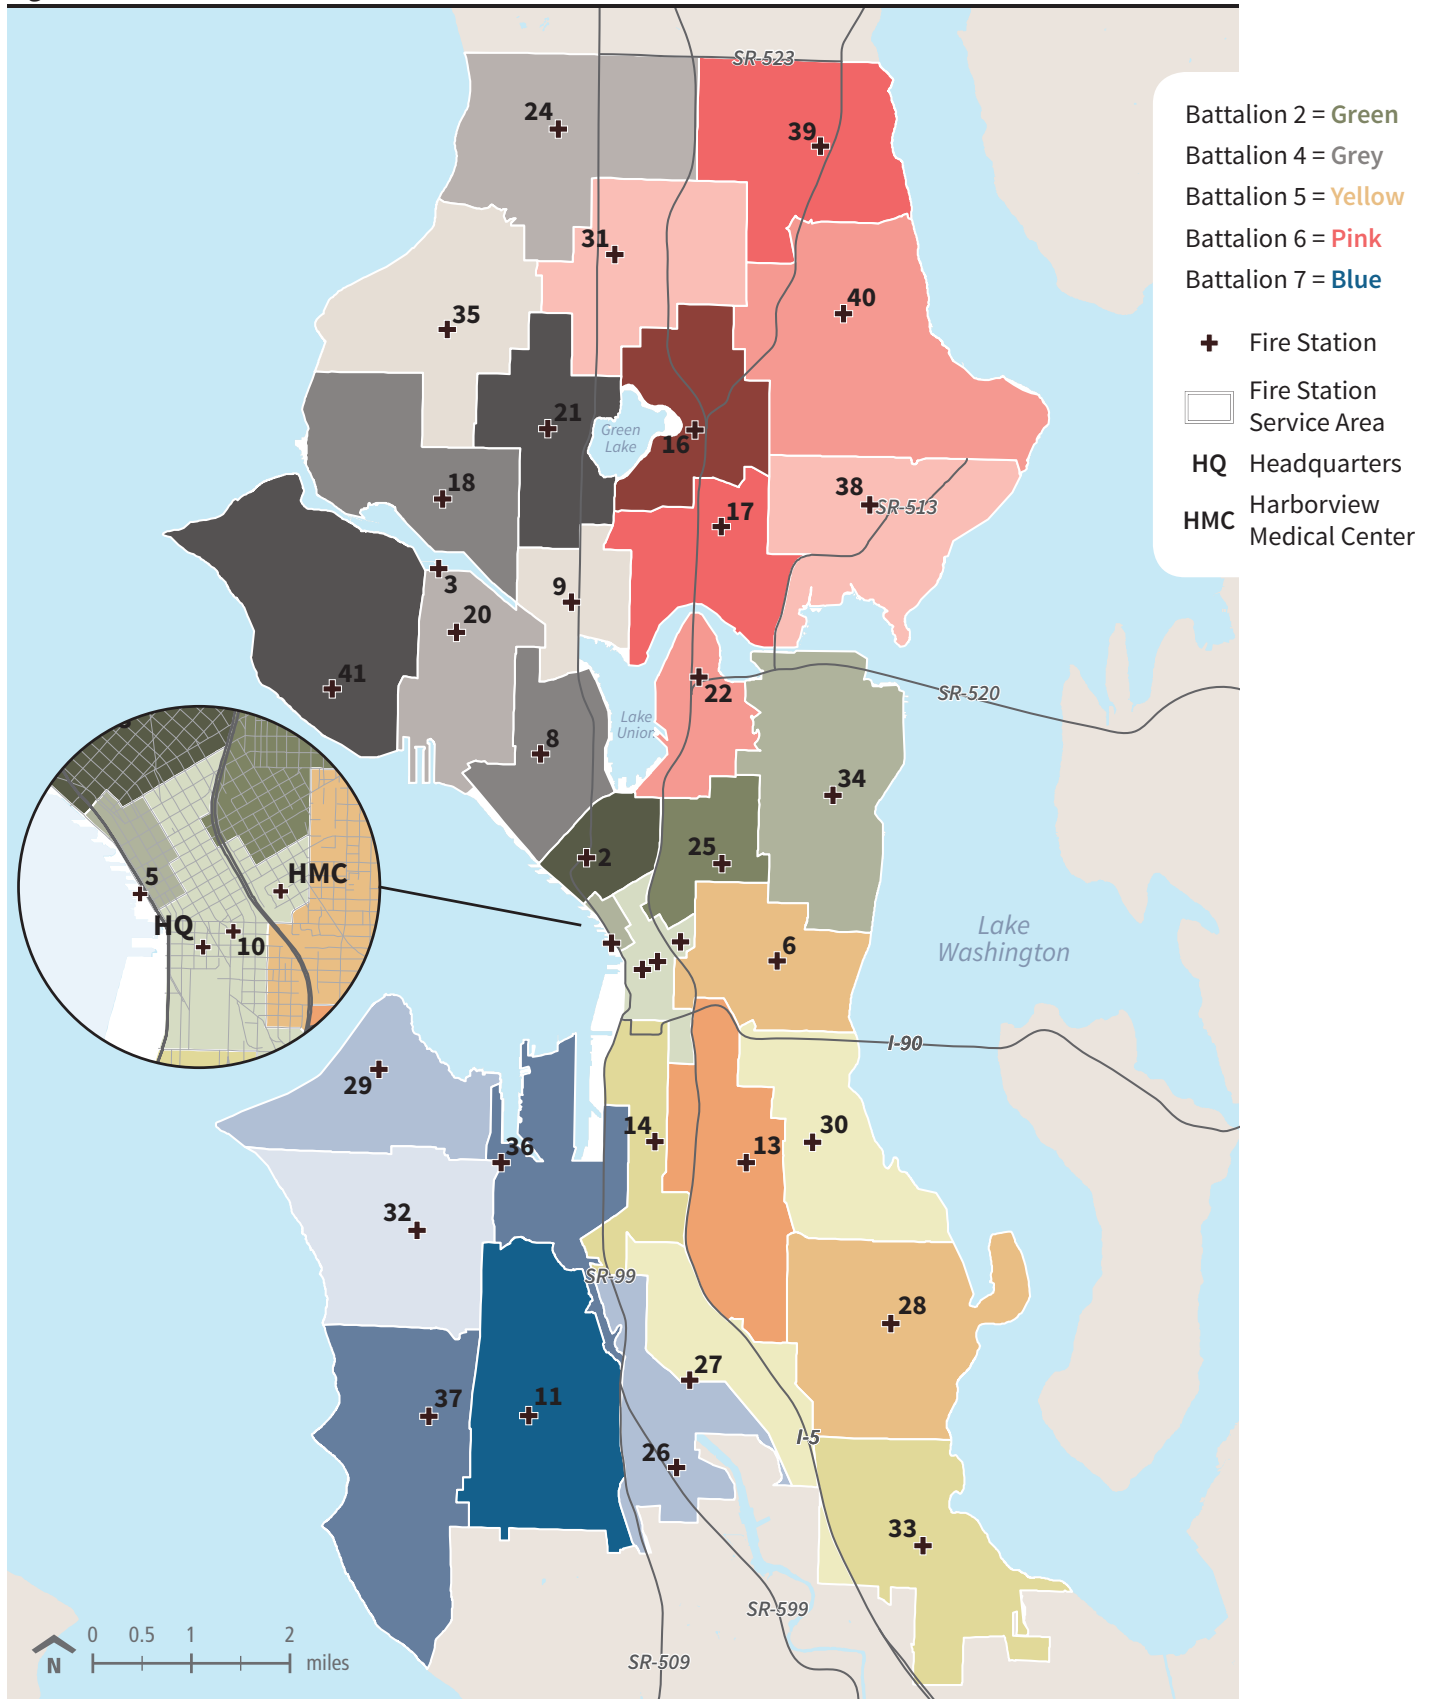 SR-523
24
39
31
40
35
21
Green
Lake
16
18
38
SR-513
17
3
9
20
41
22
SR-520
Lake
Union
8
34
2
25
5
HMC
HQ
10
6
Lake
Washington
I-90
29
14
30
36
13
32
SR-99
28
27
37
11
I-5
26
33
SR-599
SR-509
0 0.5 1 2
N
miles
Battalion 2 = Green
Battalion 4 = Grey
Battalion 5 = Yellow
Battalion 6 = Pink
Battalion 7 = Blue
Fire Station
Fire Station
Service Area
HQ Headquarters
HMC Harborview
Medical Center